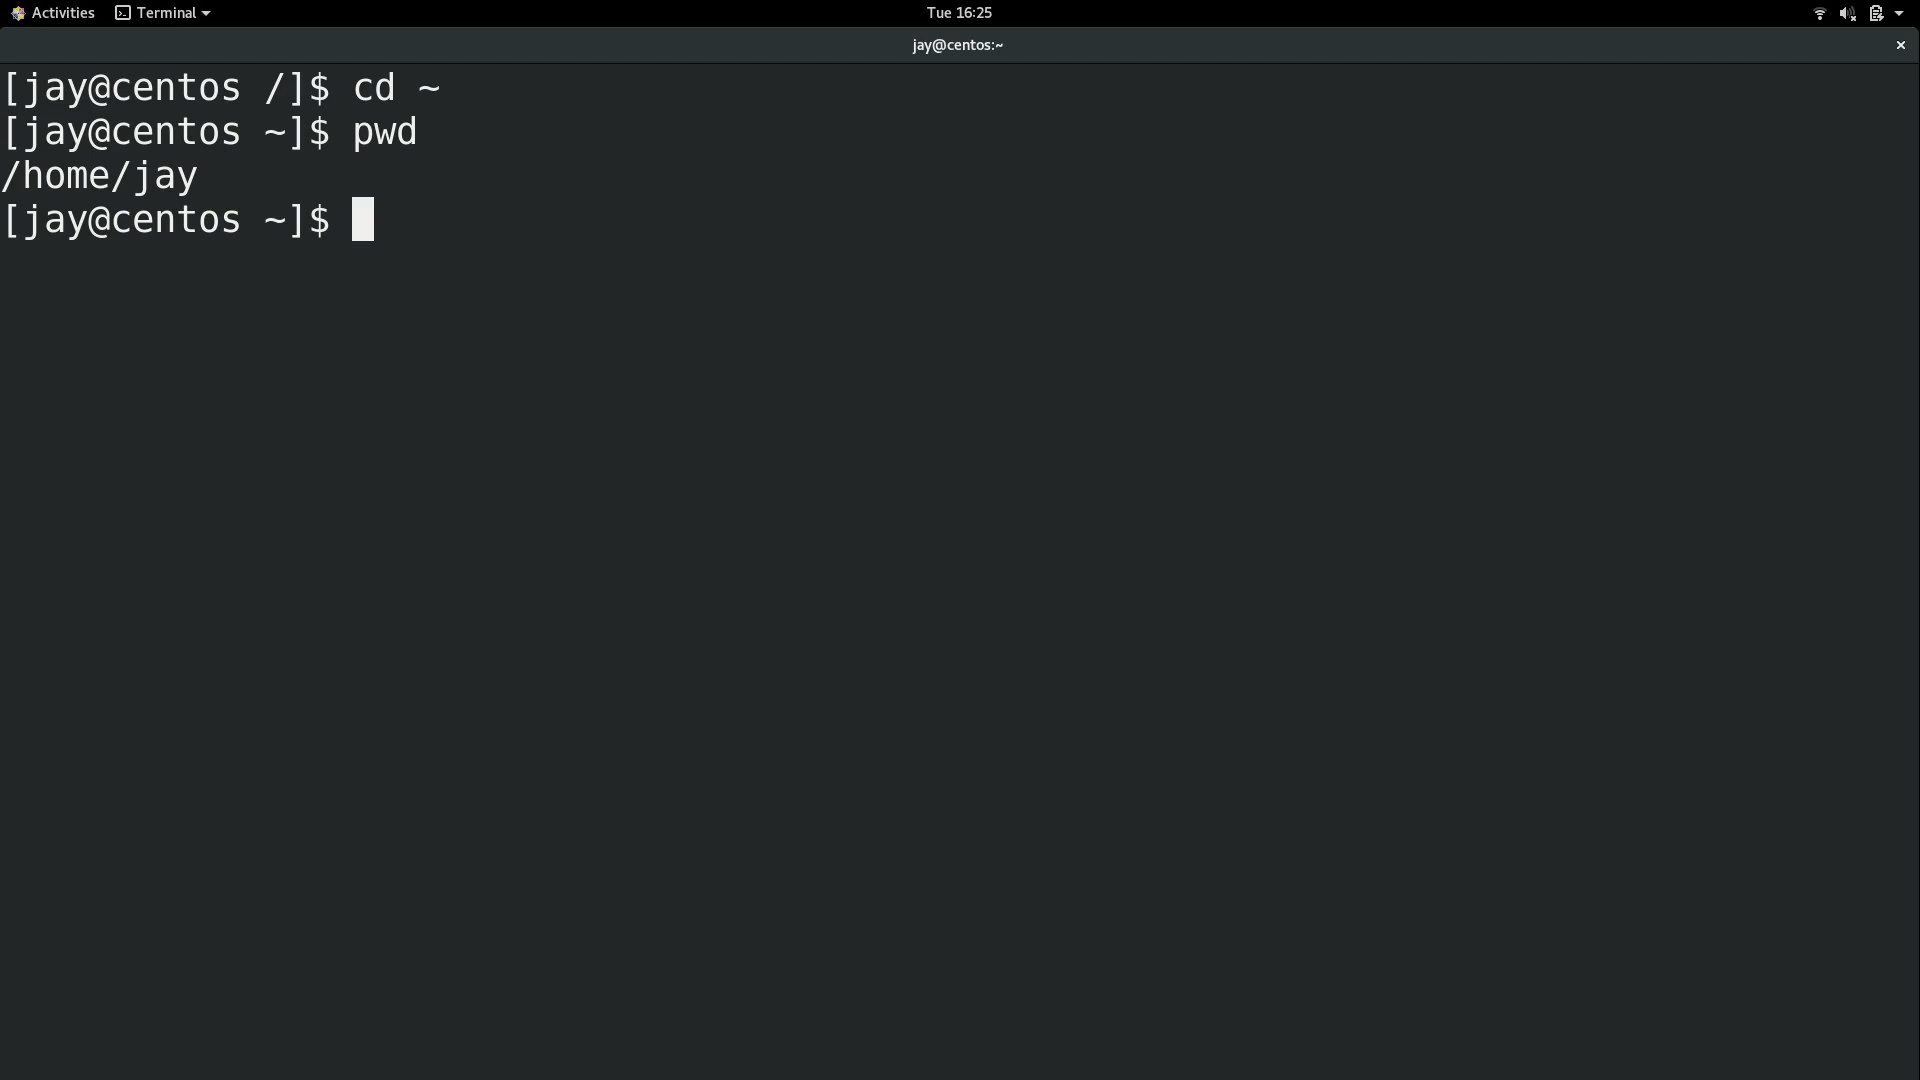 Activities Terminal Tue 16:25
jay@centos:~
[jay@centos /]$ cd ~
[jay@centos ~]$ pwd
/home/jay
[jay@centos ~]$